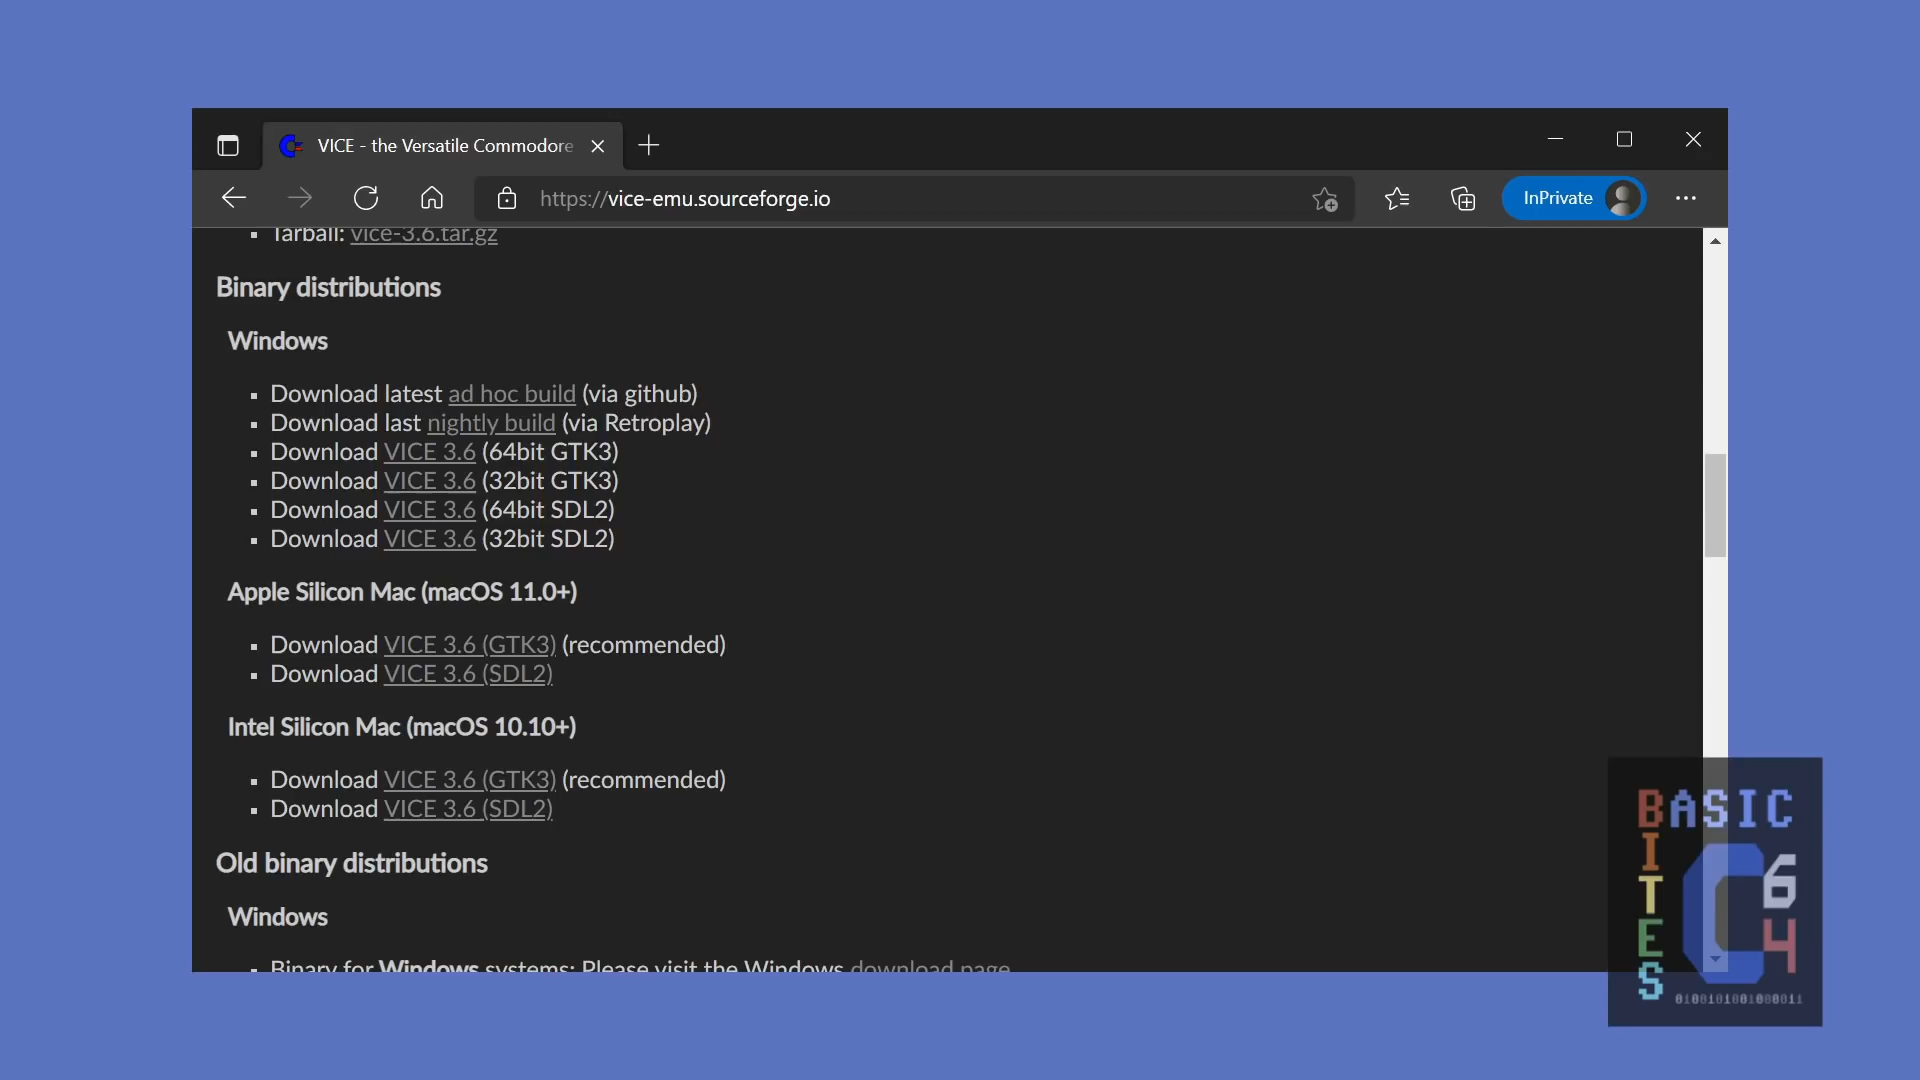 VICE - the Versatile Commodore
https://vice-emu.sourceforge.io
InPrivate
Tarball: vice-3.6.tar.gz
Binary distributions
Windows
Download latest ad hoc build (via github)
Download last nightly build (via Retroplay)
Download VICE 3.6 (64bit GTK3)
Download VICE 3.6 (32bit GTK3)
Download VICE 3.6 (64bit SDL2)
Download VICE 3.6 (32bit SDL2)
Apple Silicon Mac (macOS 11.0+)
Download VICE 3.6 (GTK3) (recommended)
Download VICE 3.6 (SDL2)
Intel Silicon Mac (macOS 10.10+)
Download VICE 3.6 (GTK3) (recommended)
Download VICE 3.6 (SDL2)
Old binary distributions
Windows
Binary for Windows systems: Please visit the Windows download page
BASIC
BITES
C64
0100101001000011